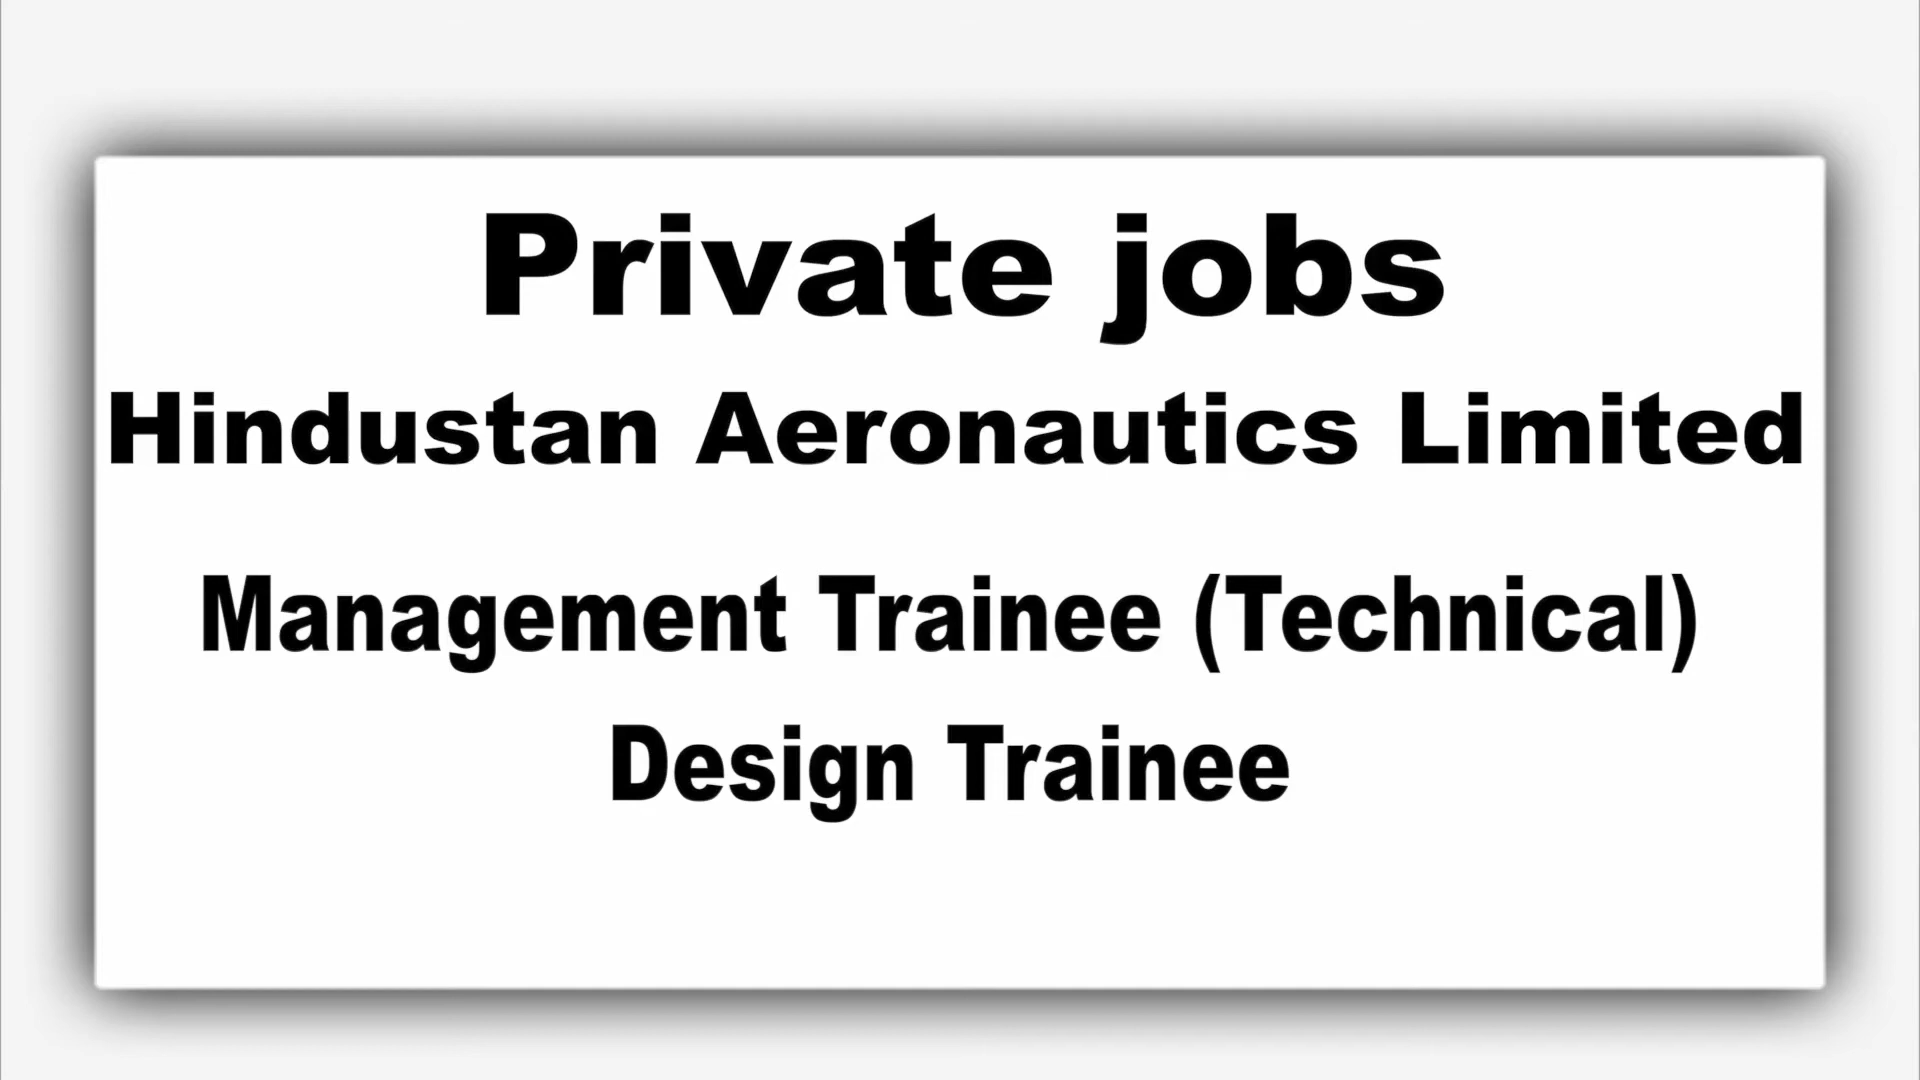 Private jobs
Hindustan Aeronautics Limited
Management Trainee (Technical)
Design Trainee